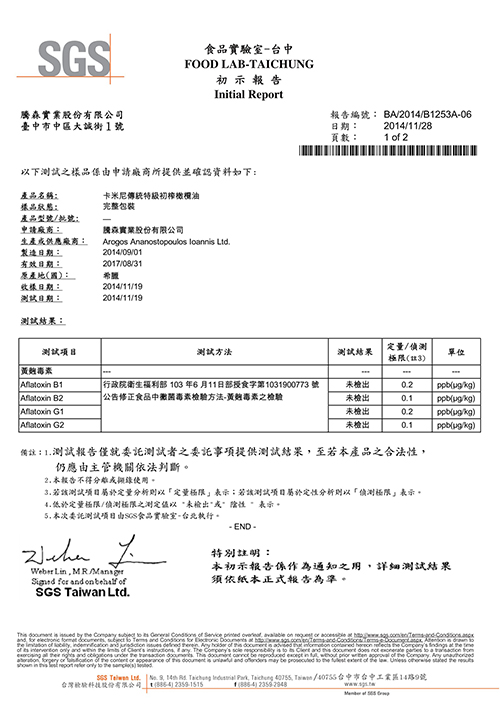 SGS
食品實驗室-台中
FOOD LAB-TAICHUNG
初示報告
Initial Report
騰森實業股份有限公司
臺中市中區大誠街1號
報告編號: BA/2014/B1253A-06
日期: 2014/11/28
頁數: 1 of 2
以下測試之樣品係由申請廠商所提供並確認資料如下:
產品名稱: 卡米尼傳統特級初榨橄欖油
樣品狀態: 完整包裝
產品型號/批號: ---
申請廠商: 騰森實業股份有限公司
生產或供應廠商: Arogos Ananostopoulos Ioannis Ltd.
製造日期: 2014/09/01
有效日期: 2017/08/31
原產地(國): 希臘
收樣日期: 2014/11/19
測試日期: 2014/11/19
測試結果:
測試項目 測試方法 測試結果 定量/偵測極限(註3) 單位
黃麴毒素 --- --- --- ---
Aflatoxin B1 行政院衛生福利部 103 年6 月11日部授食字第1031900773 號 未檢出 0.2 ppb(μg/kg)
Aflatoxin B2 公告修正食品中黴菌毒素檢驗方法-黃麴毒素之檢驗 未檢出 0.1 ppb(μg/kg)
Aflatoxin G1 未檢出 0.2 ppb(μg/kg)
Aflatoxin G2 未檢出 0.1 ppb(μg/kg)
備註:1.測試報告僅就委託測試者之委託事項提供測試結果,至若本產品之合法性,
仍應由主管機關依法判斷。
2.本報告不得分離或擷錄使用。
3.若該測試項目屬於定量分析則以「定量極限」表示;若該測試項目屬於定性分析則以「偵測極限」表示。
4.低於定量極限/偵測極限之測定值以 "未檢出"或" 陰性 " 表示。
5.本次委託測試項目由SGS食品實驗室-台北執行。
- END -
Weber Lin , M.R./Manager
Signed for and on behalf of
SGS Taiwan Ltd.
特別註明:
本初示報告係作為通知之用,詳細測試結果
須依紙本正式報告為準。
This document is issued by the Company subject to its General Conditions of Service printed overleaf, available on request or accessible at http://www.sgs.com/en/Terms-and-Conditions.aspx
and, for electronic format documents, subject to Terms and Conditions for Electronic Documents at http://www.sgs.com/en/Terms-and-Conditions/Terms-e-Document.aspx. Attention is drawn to
the limitation of liability, indemnification and jurisdiction issues defined therein. Any holder of this document is advised that information contained hereon reflects the Company's findings at the time
of its intervention only and within the limits of Client's instructions, if any. The Company's sole responsibility is to its Client and this document does not exonerate parties to a transaction from
exercising all their rights and obligations under the transaction documents. This document cannot be reproduced except in full, without prior written approval of the Company. Any unauthorized
alteration, forgery or falsification of the content or appearance of this document is unlawful and offenders may be prosecuted to the fullest extent of the law. Unless otherwise stated the results
shown in this test report refer only to the sample(s) tested.
SGS Taiwan Ltd. No. 9, 14th Rd. Taichung Industrial Park, Taichung 40755, Taiwan /40755台中市台中工業區14路9號
台灣檢驗科技股份有限公司 t(886-4) 2359-1515 f(886-4) 2359-2948 www.sgs.tw
Member of SGS Group